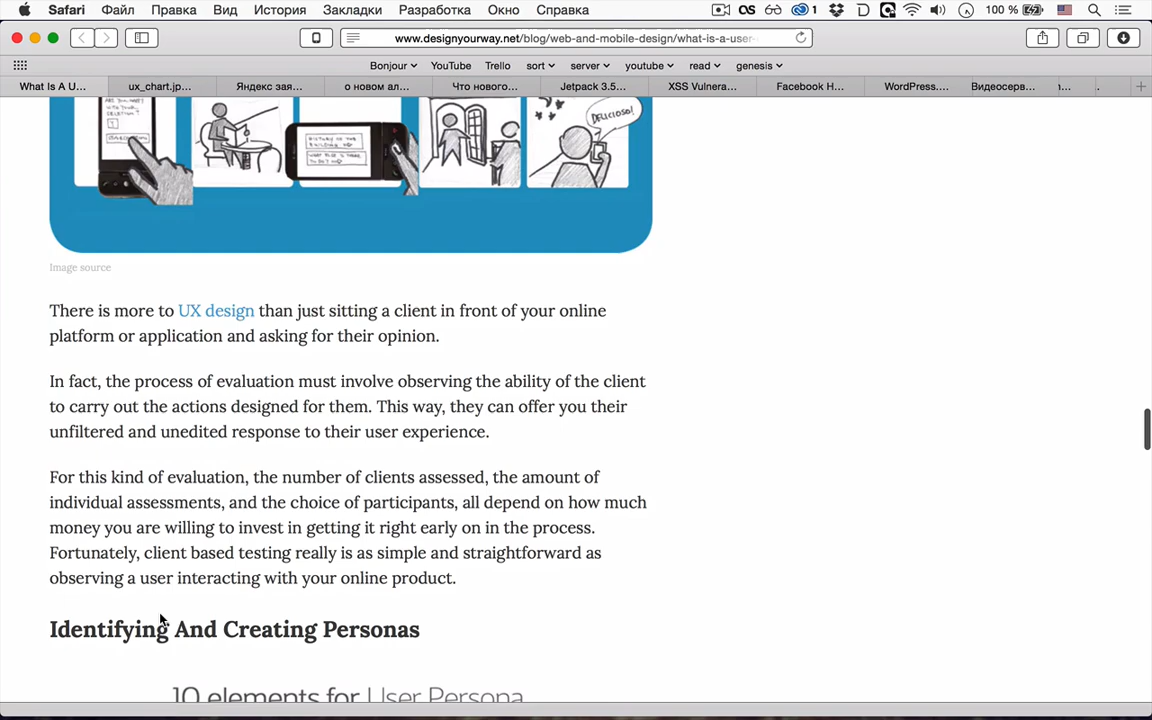 Safari Файл Правка Вид История Закладки Разработка Окно Справка 1 100 %
www.designyourway.net/blog/web-and-mobile-design/what-is-a-user-
Bonjour YouTube Trello sort server youtube read genesis
What Is A U... ux_chart.jp... Яндекс зая... о новом ал... Что нового... Jetpack 3.5... XSS Vulnera... Facebook H... WordPress.... Видеосерв...
DELICIOSO!
Image source
There is more to UX design than just sitting a client in front of your online
platform or application and asking for their opinion.
In fact, the process of evaluation must involve observing the ability of the client
to carry out the actions designed for them. This way, they can offer you their
unfiltered and unedited response to their user experience.
For this kind of evaluation, the number of clients assessed, the amount of
individual assessments, and the choice of participants, all depend on how much
money you are willing to invest in getting it right early on in the process.
Fortunately, client based testing really is as simple and straightforward as
observing a user interacting with your online product.
Identifying And Creating Personas
10 elements for User Persona